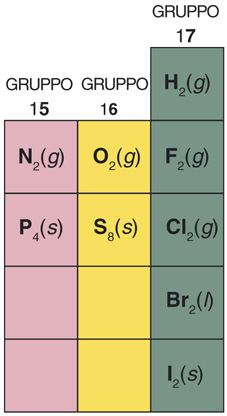 GRUPPO
17
H₂(g)
GRUPPO GRUPPO
15 16
N₂(g) O₂(g) F₂(g)
P₄(s) S₈(s) Cl₂(g)
Br₂(l)
I₂(s)